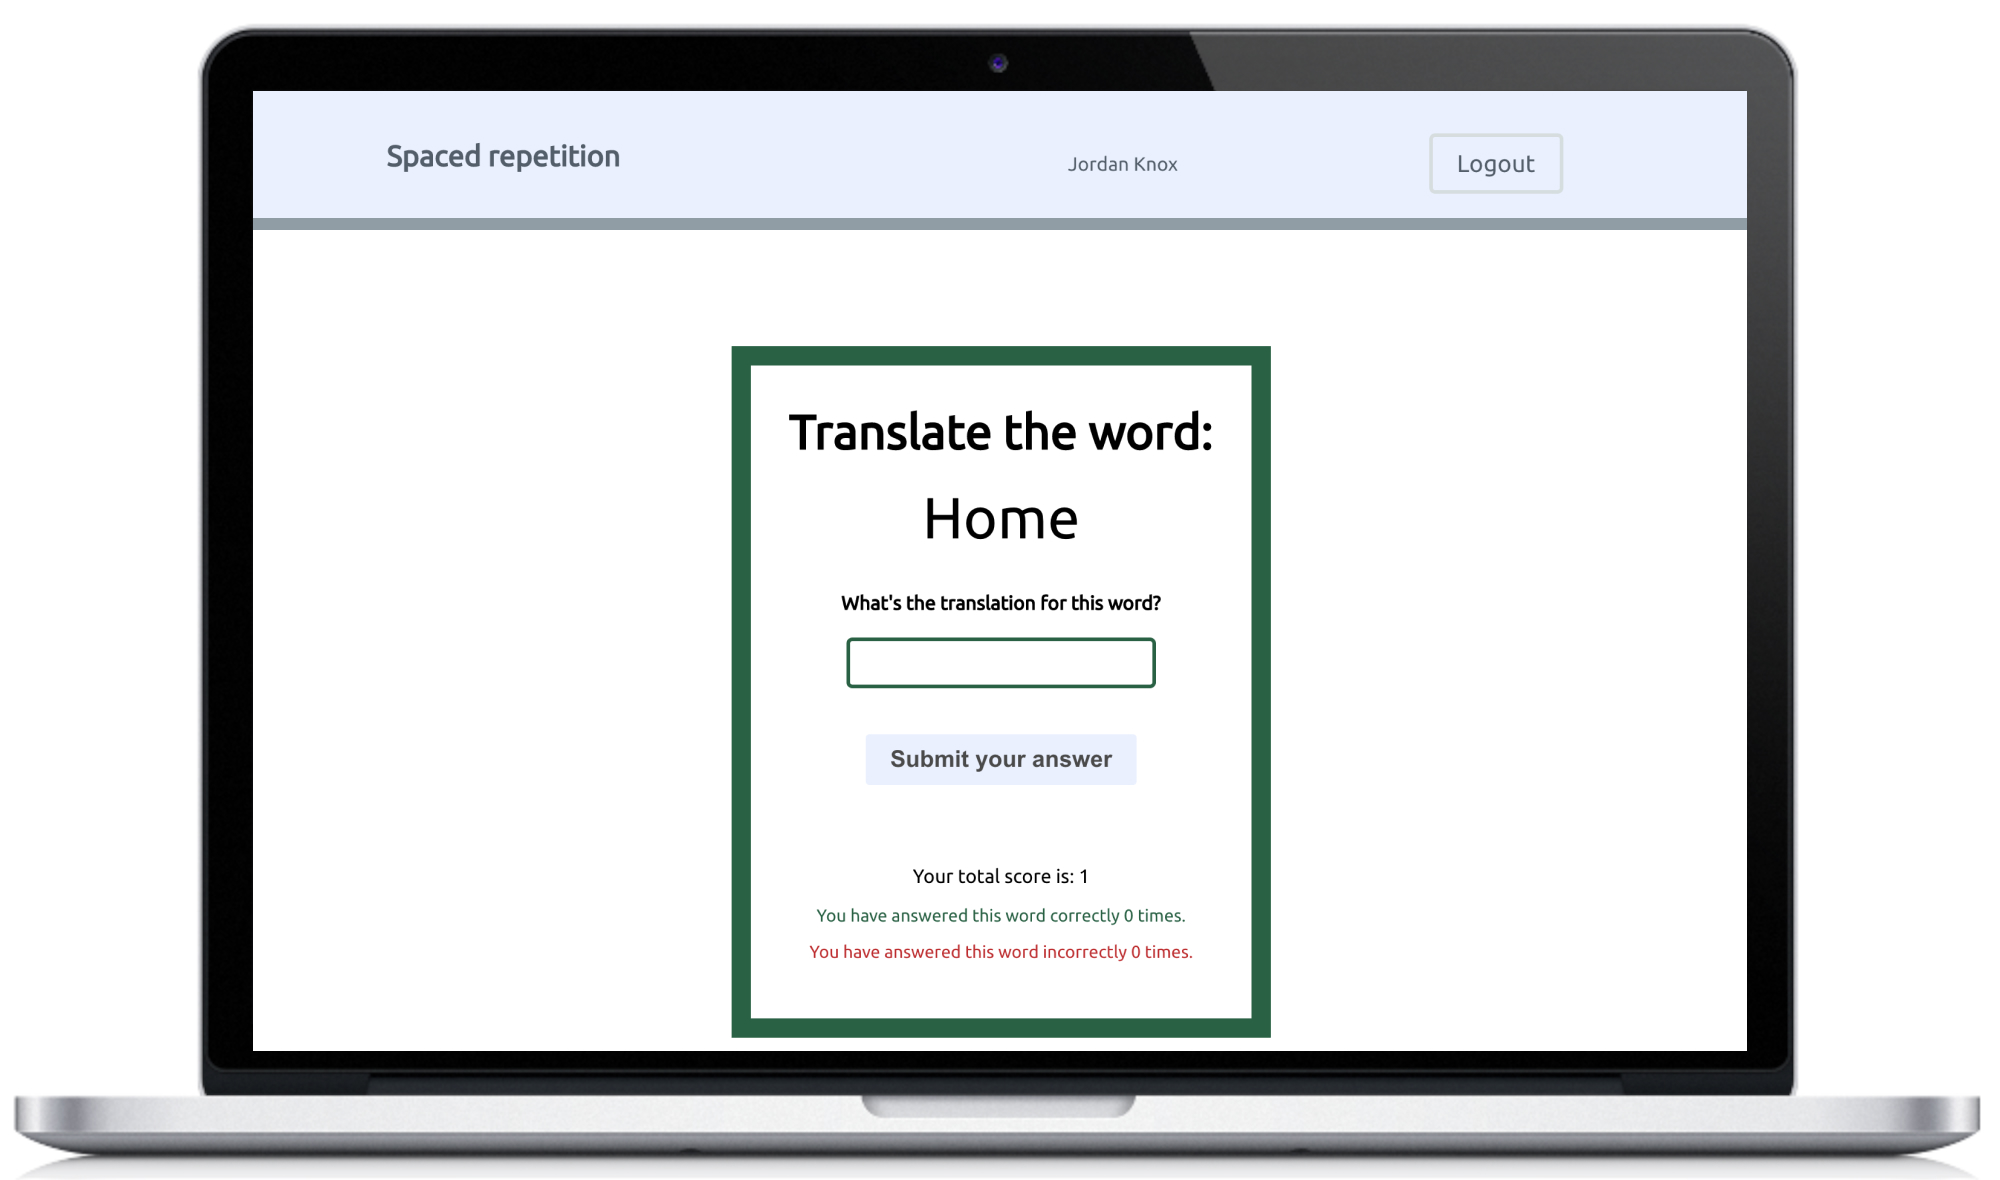 Spaced repetition
Jordan Knox
Logout
Translate the word:
Home
What's the translation for this word?
Submit your answer
Your total score is: 1
You have answered this word correctly 0 times.
You have answered this word incorrectly 0 times.